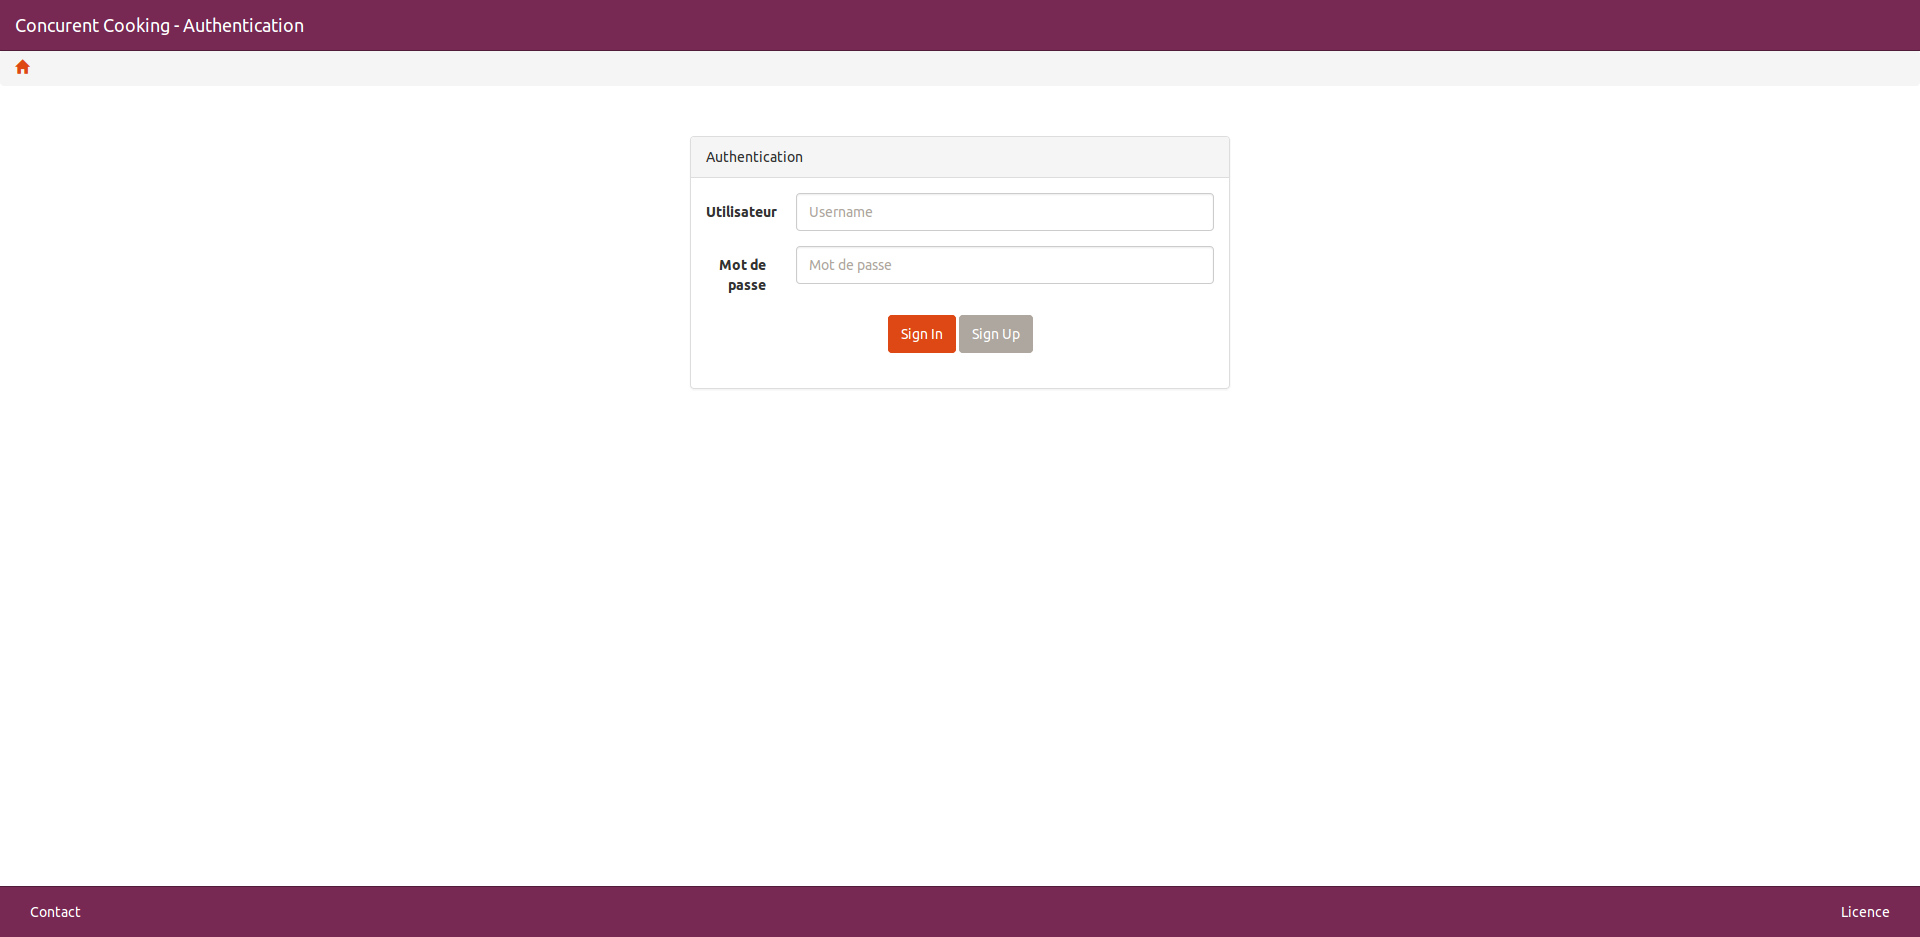 Concurent Cooking - Authentication
Authentication
Utilisateur
Username
Mot de
passe
Mot de passe
Sign In
Sign Up
Contact
Licence